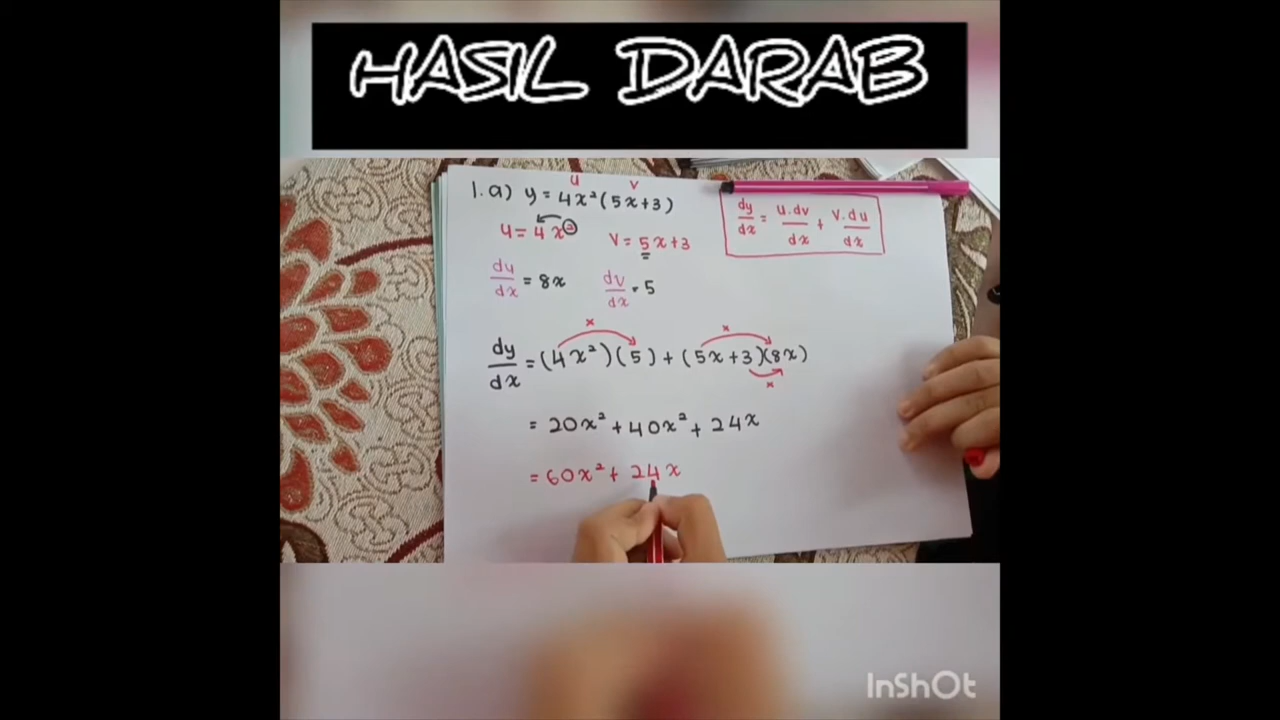 HASIL DARAB
u v
1. a) y = 4x² (5x+3)
u = 4x² v = 5x+3
du/dx = 8x dv/dx = 5
dy/dx = u.dv/dx + v.du/dx
x x
dy/dx = (4x²)(5) + (5x+3)(8x)
x
= 20x² + 40x² + 24x
= 60x² + 24x
InShOt